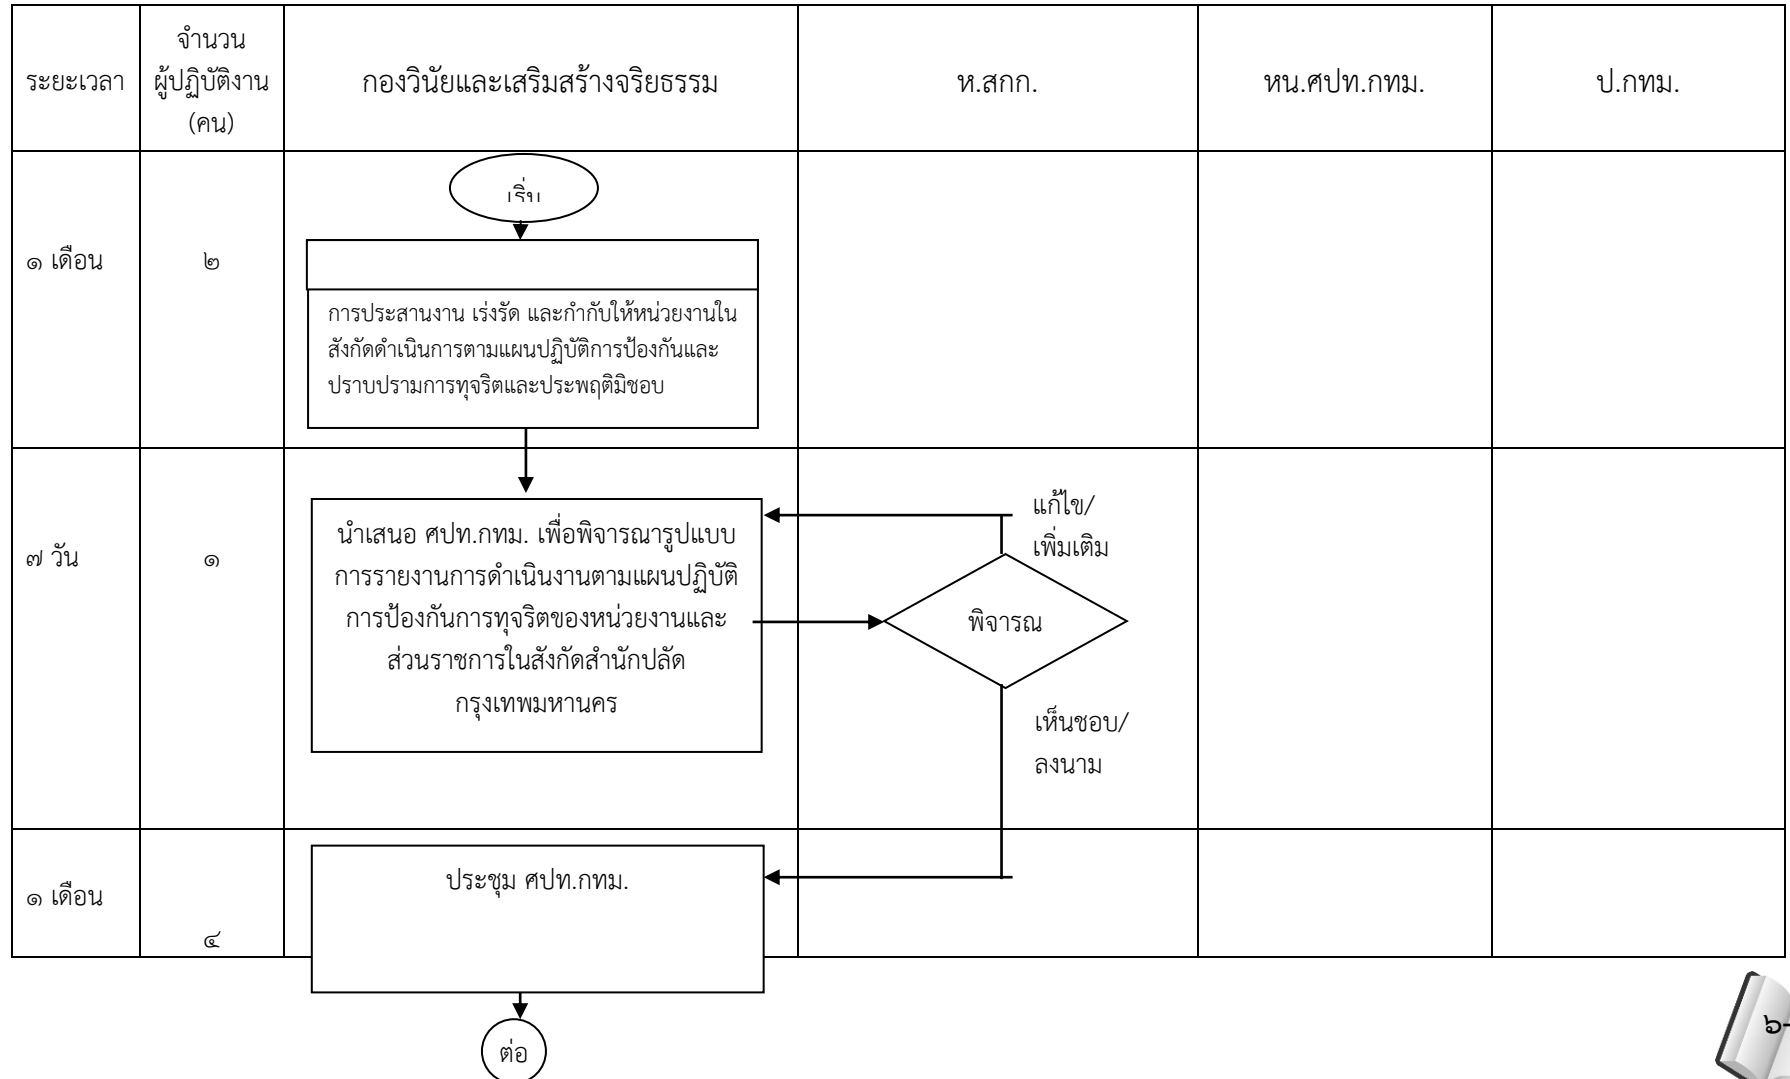 ระยะเวลา
จำนวน
ผู้ปฏิบัติงาน
(คน)
กองวินัยและเสริมสร้างจริยธรรม
ห.สกก.
หน.ศปท.กทม.
ป.กทม.
เริ่ม
๑ เดือน
๒
การประสานงาน เร่งรัด และกำกับให้หน่วยงานใน
สังกัดดำเนินการตามแผนปฏิบัติการป้องกันและ
ปราบปรามการทุจริตและประพฤติมิชอบ
๗ วัน
๑
นำเสนอ ศปท.กทม. เพื่อพิจารณารูปแบบ
การรายงานการดำเนินงานตามแผนปฏิบัติ
การป้องกันการทุจริตของหน่วยงานและ
ส่วนราชการในสังกัดสำนักปลัด
กรุงเทพมหานคร
แก้ไข/
เพิ่มเติม
พิจารณ
เห็นชอบ/
ลงนาม
๑ เดือน
๔
ประชุม ศปท.กทม.
ต่อ
๖-